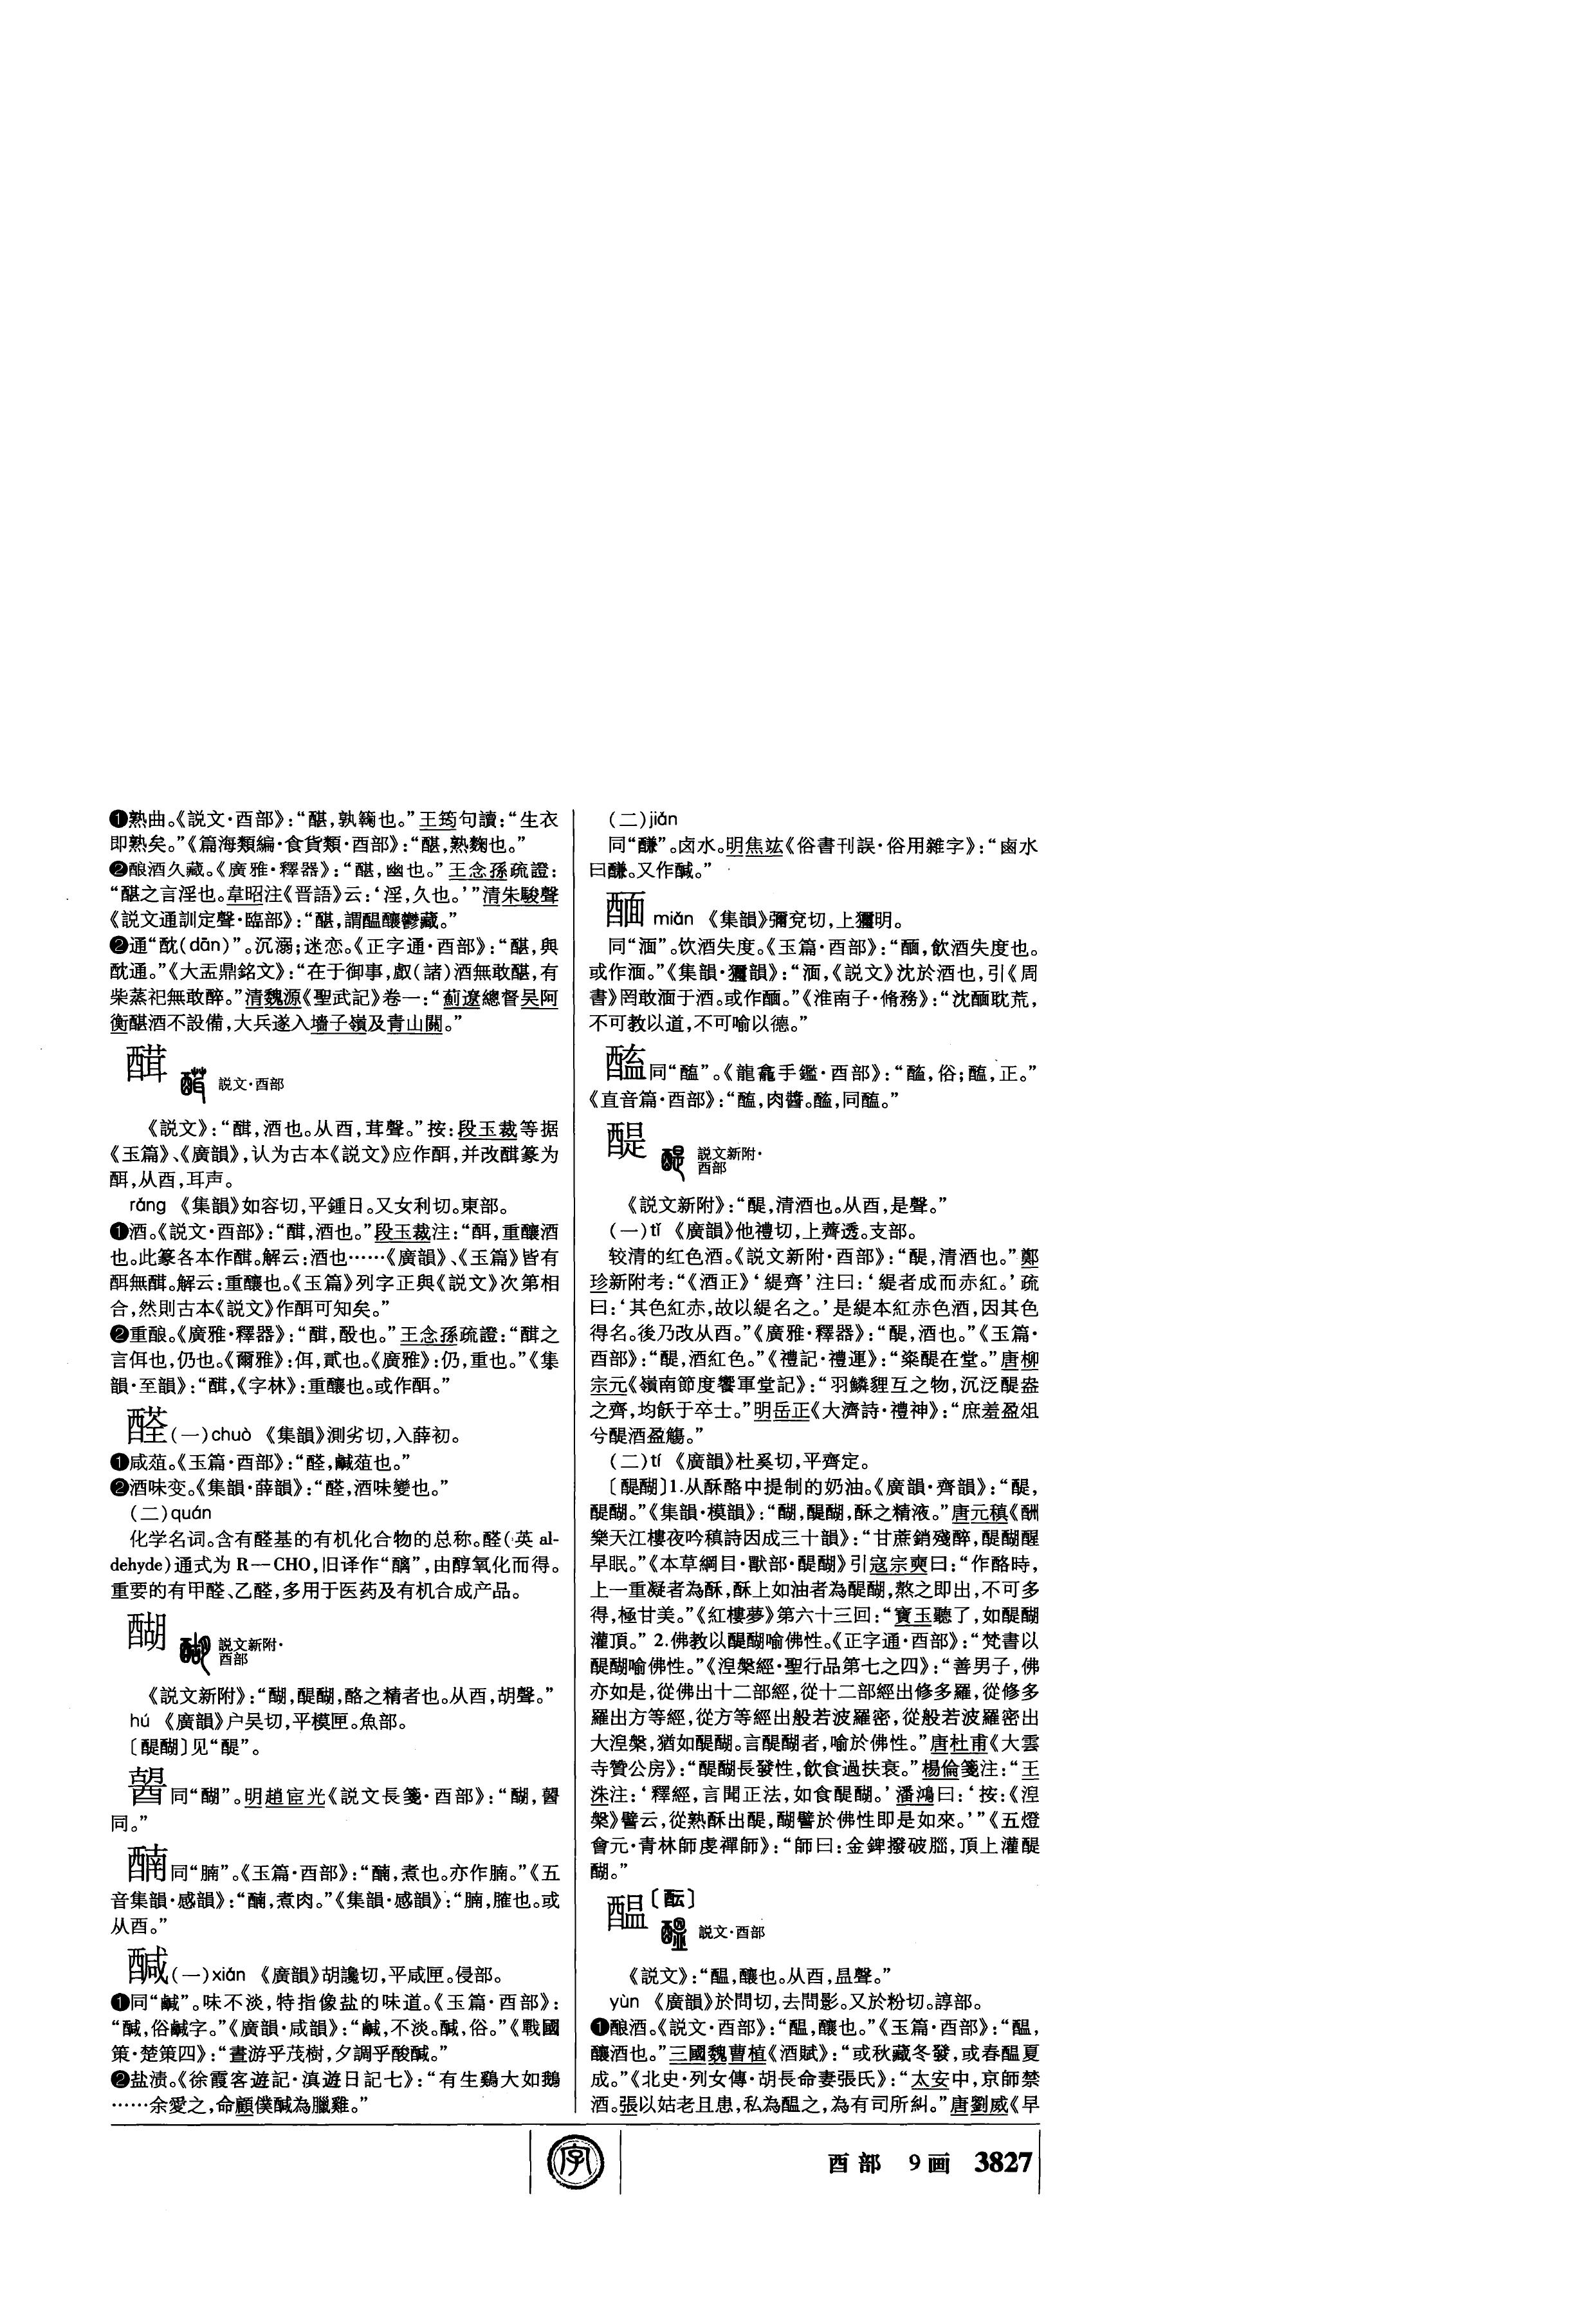 ❶熟曲。《説文·酉部》：“醓，孰䴷也。”王筠句讀：“生衣
即熟矣。”《篇海類編·食貨類·酉部》：“，熟麴也。”
❷酿酒久藏。《廣雅·釋器》：“，幽也。”王念孫疏證：
“之言淫也。韋昭注《晋語》云：‘淫，久也。’”清朱駿聲
《説文通訓定聲·臨部》：“，謂醖釀鬱藏。”
❷通“酖(dān)”。沉溺；迷恋。《正字通·酉部》：“，與
酖通。”《大盂鼎銘文》：“在于御事，㪥(諸)酒無敢，有
柴蒸祀無敢醉。”清魏源《聖武記》卷一：“薊遼總督吴阿
衡酒不設備，大兵遂入墻子嶺及青山關。”
説文·酉部
《説文》：“，酒也。从酉，茸聲。”按：段玉裁等据
《玉篇》、《廣韻》，认为古本《説文》应作酾，并改篆为
，从酉，耳声。
rǒng 《集韻》如容切，平鍾日。又女利切。東部。
❶酒。《説文·酉部》：“，酒也。”段玉裁注：“，重釀酒
也。此篆各本作。解云：酒也……《廣韻》、《玉篇》皆有
無。解云：重釀也。《玉篇》列字正與《説文》次第相
合，然則古本《説文》作可知矣。”
❷重酿。《廣雅·釋器》：“，酘也。”王念孫疏證：“之
言佴也，仍也。《爾雅》：佴，貳也。《廣雅》：仍，重也。”《集
韻·至韻》：“，《字林》：重釀也。或作。”
醛(一)chuò 《集韻》測劣切，入薛初。
❶咸菹。《玉篇·酉部》：“醛，鹹菹也。”
❷酒味变。《集韻·薛韻》：“醛，酒味變也。”
(二)quán
化学名词。含有醛基的有机化合物的总称。醛(英 al-
dehyde)通式为 R—CHO，旧译作“醨”，由醇氧化而得。
重要的有甲醛、乙醛，多用于医药及有机合成产品。
醐 説文新附·
酉部
《説文新附》：“醐，醍醐，酪之精者也。从酉，胡聲。”
hú 《廣韻》户吴切，平模匣。魚部。
〔醍醐〕见“醍”。
同“醐”。明趙宧光《説文長箋·酉部》：“醐，
同。”
同“腩”。《玉篇·酉部》：“，煮也。亦作腩。”《五
音集韻·感韻》：“，煮肉。”《集韻·感韻》：“腩，臛也。或
从酉。”
醎(一)xián 《廣韻》胡讒切，平咸匣。侵部。
❶同“鹹”。味不淡，特指像盐的味道。《玉篇·酉部》：
“醎，俗鹹字。”《廣韻·咸韻》：“鹹，不淡。醎，俗。”《戰國
策·楚策四》：“晝游乎茂樹，夕調乎酸醎。”
❷盐渍。《徐霞客遊記·滇遊日記七》：“有生鷄大如鵝
……余愛之，命顧僕醎為臘雞。”
(二)jiǎn
同“”。卤水。明焦竑《俗書刊誤·俗用雜字》：“鹵水
曰。又作醎。”
醽 miǎn 《集韻》彌兗切，上獮明。
同“湎”。饮酒失度。《玉篇·酉部》：“，飲酒失度也。
或作湎。”《集韻·獮韻》：“湎，《説文》沈於酒也，引《周
書》罔敢湎于酒。或作。”《淮南子·脩務》：“沈耽荒，
不可教以道，不可喻以德。”
同“醓”。《龍龕手鑑·酉部》：“，俗；醓，正。”
《直音篇·酉部》：“醓，肉醬。，同醓。”
醍 説文新附·
酉部
《説文新附》：“醍，清酒也。从酉，是聲。”
(一)tǐ 《廣韻》他禮切，上薺透。支部。
较清的红色酒。《説文新附·酉部》：“醍，清酒也。”鄭
珍新附考：“《酒正》‘緹齊’注曰：‘緹者成而赤紅。’疏
曰：‘其色紅赤，故以緹名之。’是緹本紅赤色酒，因其色
得名。後乃改从酉。”《廣雅·釋器》：“醍，酒也。”《玉篇·
酉部》：“醍，酒紅色。”《禮記·禮運》：“粢醍在堂。”唐柳
宗元《嶺南節度饗軍堂記》：“羽鱗貍互之物，沉泛醍盎
之齊，均飫于卒士。”明岳正《大濟詩·禮神》：“庶羞盈俎
兮醍酒盈觴。”
(二)tí 《廣韻》杜奚切，平齊定。
〔醍醐〕1.从酥酪中提制的奶油。《廣韻·齊韻》：“醍，
醍醐。”《集韻·模韻》：“醐，醍醐，酥之精液。”唐元稹《酬
樂天江樓夜吟稹詩因成三十韻》：“甘蔗銷殘醉，醍醐醒
早眠。”《本草綱目·獸部·醍醐》引寇宗奭曰：“作酪時，
上一重凝者為酥，酥上如油者為醍醐，熬之即出，不可多
得，極甘美。”《紅樓夢》第六十三回：“寶玉聽了，如醍醐
灌頂。” 2.佛教以醍醐喻佛性。《正字通·酉部》：“梵書以
醍醐喻佛性。”《涅槃經·聖行品第七之四》：“善男子，佛
亦如是，從佛出十二部經，從十二部經出修多羅，從修多
羅出方等經，從方等經出般若波羅密，從般若波羅密出
大涅槃，猶如醍醐。言醍醐者，喻於佛性。”唐杜甫《大雲
寺贊公房》：“醍醐長發性，飲食過扶衰。”楊倫箋注：“王
洙注：‘釋經，言聞正法，如食醍醐。’潘鴻曰：‘按：《涅
槃》譬云，從熟酥出醍，醐譬於佛性即是如來。’”《五燈
會元·青林師虔禪師》：“師曰：金錍撥破腦，頂上灌醍
醐。”
醖〔酝〕
説文·酉部
《説文》：“醖，釀也。从酉，昷聲。”
yùn 《廣韻》於問切，去問影。又於粉切。諄部。
❶酿酒。《説文·酉部》：“醖，釀也。”《玉篇·酉部》：“醖，
釀酒也。”三國魏曹植《酒賦》：“或秋藏冬發，或春醖夏
成。”《北史·列女傳·胡長命妻張氏》：“太安中，京師禁
酒。張以姑老且患，私為醖之，為有司所糾。”唐劉威《早
字
酉部 9画 3827